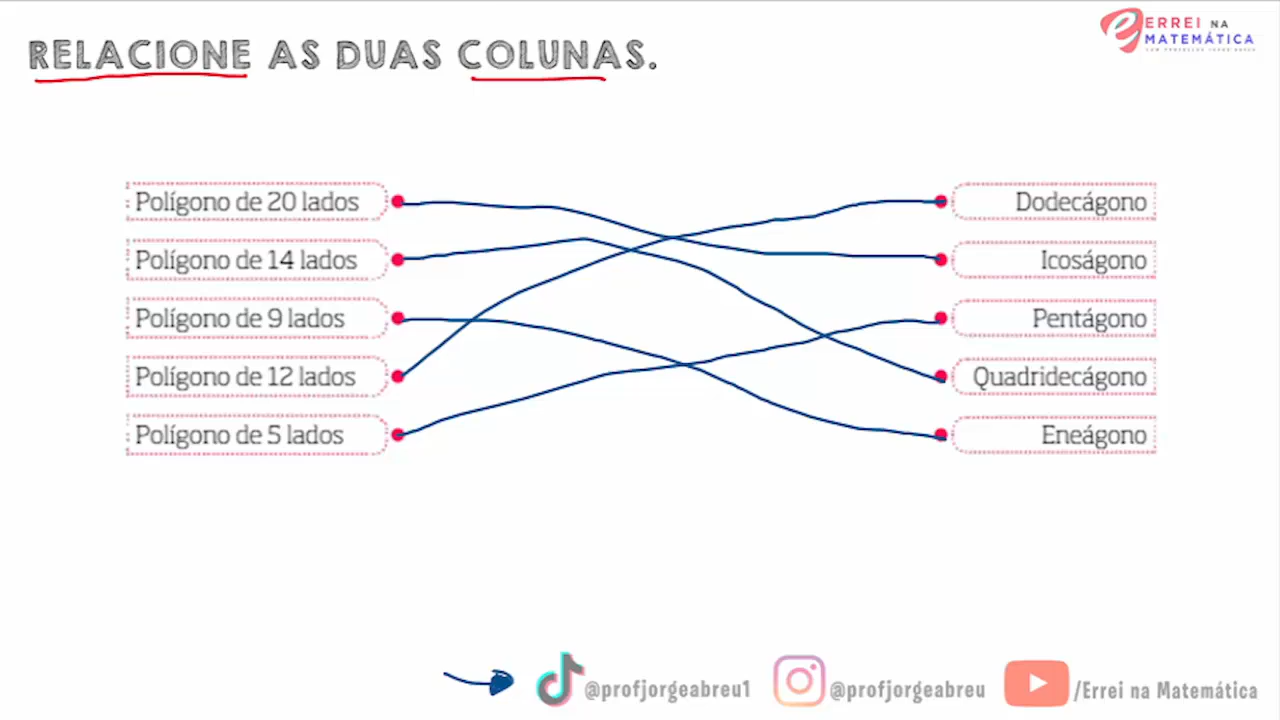 RELACIONE AS DUAS COLUNAS.
ERREI NA
MATEMÁTICA
Polígono de 20 lados
Dodecágono
Polígono de 14 lados
Icoságono
Polígono de 9 lados
Pentágono
Polígono de 12 lados
Quadridecágono
Polígono de 5 lados
Eneágono
@profjorgeabreu1
@profjorgeabreu
/Errei na Matemática